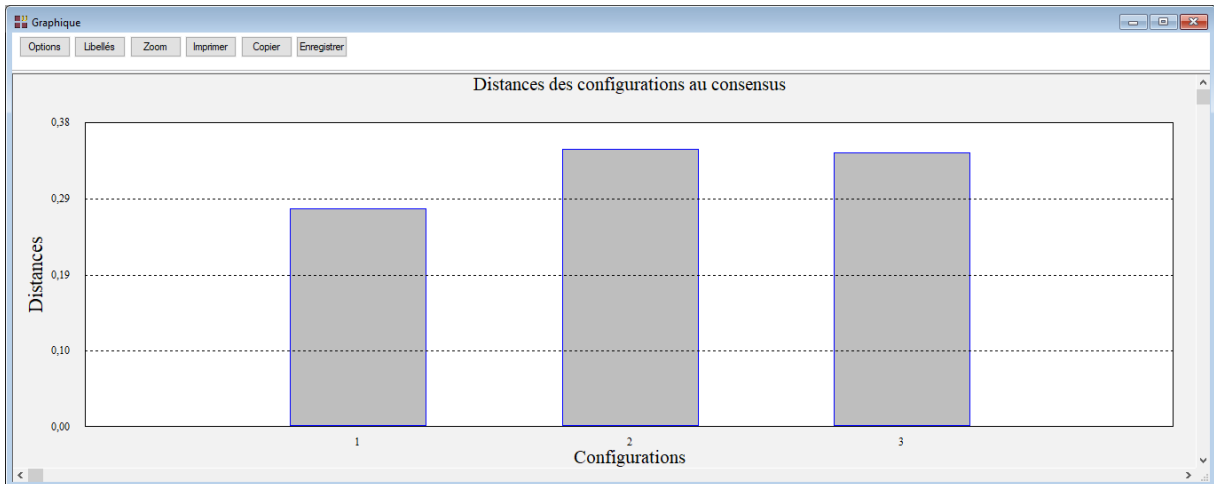 Graphique
Options Libellés Zoom Imprimer Copier Enregistrer
Distances des configurations au consensus
0,38
0,29
0,19
0,10
0,00
Distances
1 2 3
Configurations